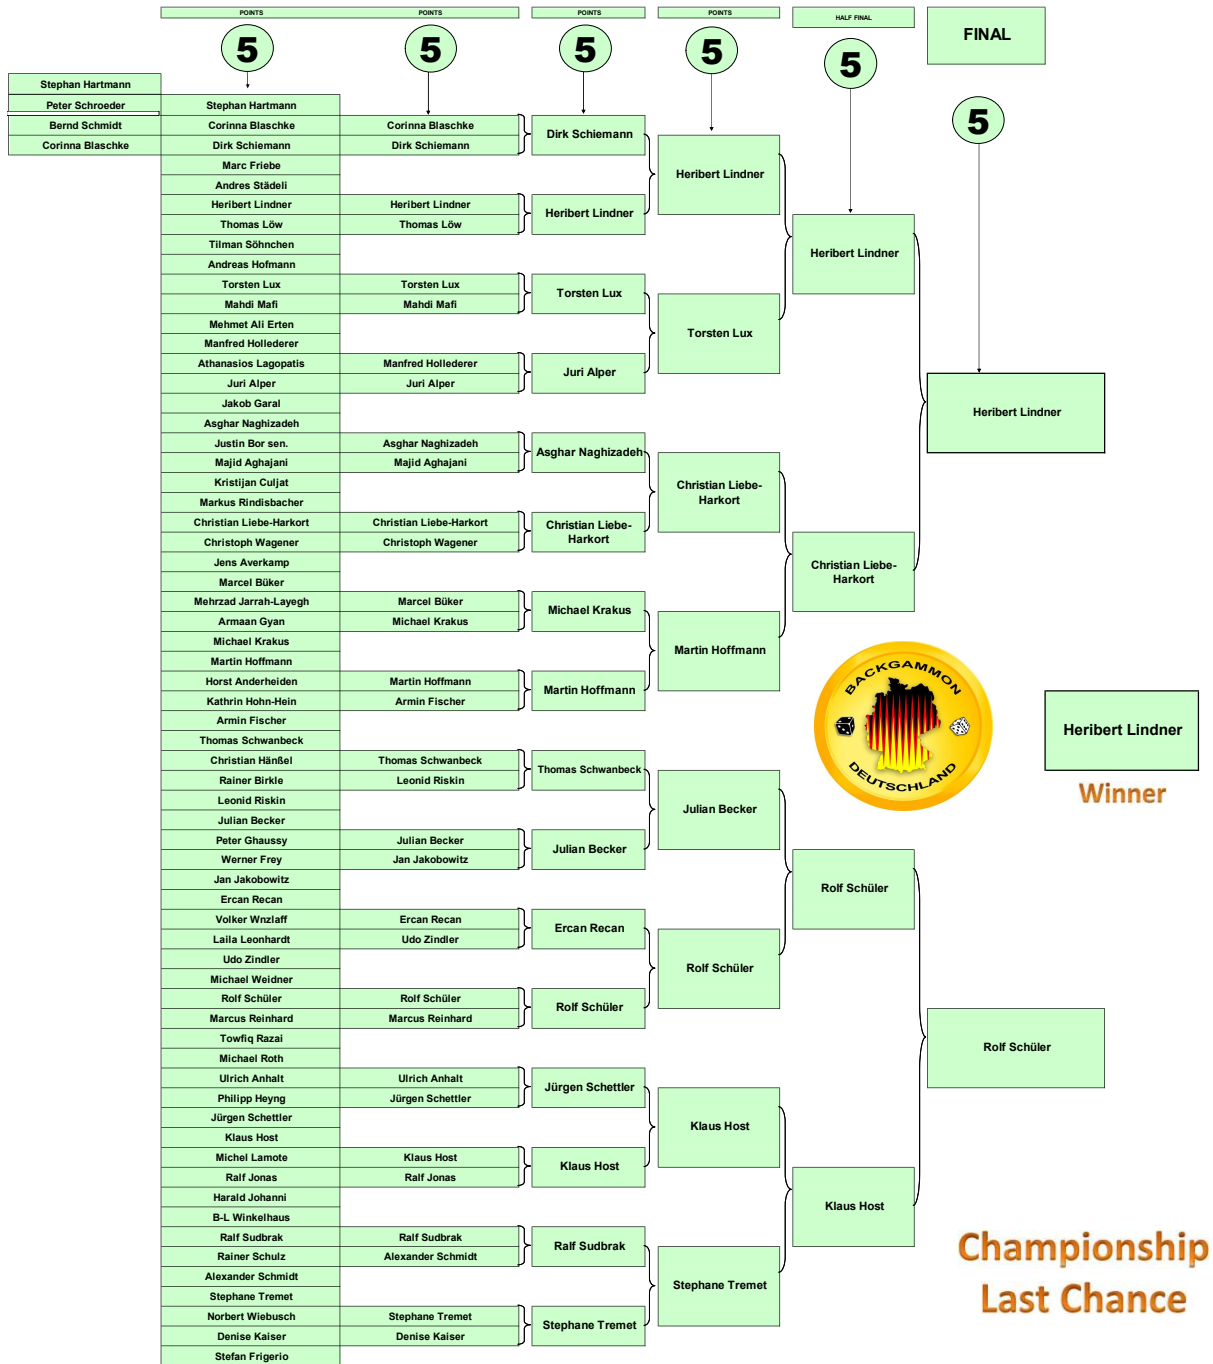 POINTS
POINTS
POINTS
POINTS
HALF FINAL
FINAL
5
5
5
5
5
5
Stephan Hartmann
Peter Schroeder
Bernd Schmidt
Corinna Blaschke
Stephan Hartmann
Corinna Blaschke
Dirk Schiemann
Marc Friebe
Andres Städeli
Heribert Lindner
Thomas Löw
Tilman Söhnchen
Andreas Hofmann
Torsten Lux
Mahdi Mafi
Mehmet Ali Erten
Manfred Hollederer
Athanasios Lagopatis
Juri Alper
Jakob Garal
Asghar Naghizadeh
Justin Bor sen.
Majid Aghajani
Kristijan Culjat
Markus Rindisbacher
Christian Liebe-Harkort
Christoph Wagener
Jens Averkamp
Marcel Büker
Mehrzad Jarrah-Layegh
Armaan Gyan
Michael Krakus
Martin Hoffmann
Horst Anderheiden
Kathrin Hohn-Hein
Armin Fischer
Thomas Schwanbeck
Christian Hänßel
Rainer Birkle
Leonid Riskin
Julian Becker
Peter Ghaussy
Werner Frey
Jan Jakobowitz
Ercan Recan
Volker Wnzlaff
Laila Leonhardt
Udo Zindler
Michael Weidner
Rolf Schüler
Marcus Reinhard
Towfiq Razai
Michael Roth
Ulrich Anhalt
Philipp Heyng
Jürgen Schettler
Klaus Host
Michel Lamote
Ralf Jonas
Harald Johanni
B-L Winkelhaus
Ralf Sudbrak
Rainer Schulz
Alexander Schmidt
Stephane Tremet
Norbert Wiebusch
Denise Kaiser
Stefan Frigerio
Corinna Blaschke
Dirk Schiemann
Heribert Lindner
Thomas Löw
Torsten Lux
Mahdi Mafi
Manfred Hollederer
Juri Alper
Asghar Naghizadeh
Majid Aghajani
Christian Liebe-Harkort
Christoph Wagener
Marcel Büker
Michael Krakus
Martin Hoffmann
Armin Fischer
Thomas Schwanbeck
Leonid Riskin
Julian Becker
Jan Jakobowitz
Ercan Recan
Udo Zindler
Rolf Schüler
Marcus Reinhard
Ulrich Anhalt
Jürgen Schettler
Klaus Host
Ralf Jonas
Ralf Sudbrak
Alexander Schmidt
Stephane Tremet
Denise Kaiser
Dirk Schiemann
Heribert Lindner
Torsten Lux
Juri Alper
Asghar Naghizadeh
Christian Liebe-
Harkort
Michael Krakus
Martin Hoffmann
Thomas Schwanbeck
Julian Becker
Ercan Recan
Rolf Schüler
Jürgen Schettler
Klaus Host
Ralf Sudbrak
Stephane Tremet
Heribert Lindner
Torsten Lux
Christian Liebe-
Harkort
Martin Hoffmann
Julian Becker
Rolf Schüler
Klaus Host
Stephane Tremet
Heribert Lindner
Christian Liebe-
Harkort
Rolf Schüler
Klaus Host
Heribert Lindner
Rolf Schüler
BACKGAMMON
DEUTSCHLAND
Heribert Lindner
Winner
Championship
Last Chance